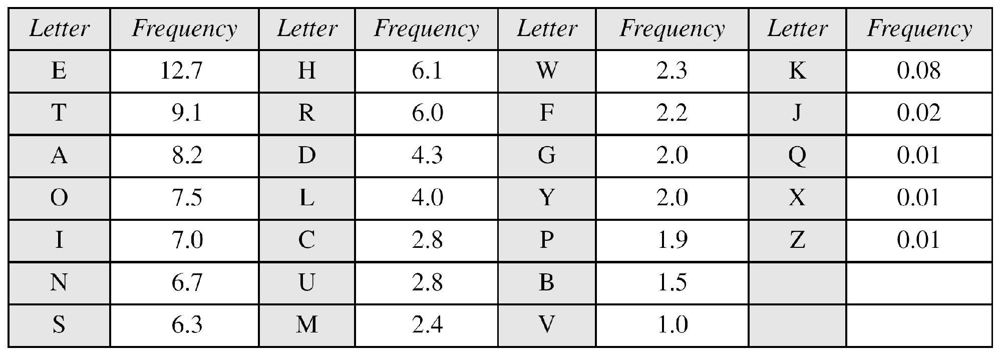 Letter Frequency Letter Frequency Letter Frequency Letter Frequency
E 12.7 H 6.1 W 2.3 K 0.08
T 9.1 R 6.0 F 2.2 J 0.02
A 8.2 D 4.3 G 2.0 Q 0.01
O 7.5 L 4.0 Y 2.0 X 0.01
I 7.0 C 2.8 P 1.9 Z 0.01
N 6.7 U 2.8 B 1.5
S 6.3 M 2.4 V 1.0